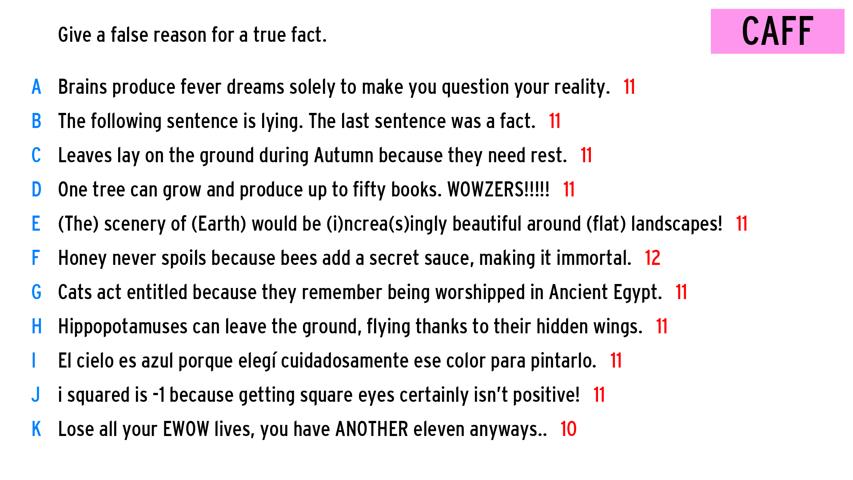 Give a false reason for a true fact.
CAFF
A Brains produce fever dreams solely to make you question your reality. 11
B The following sentence is lying. The last sentence was a fact. 11
C Leaves lay on the ground during Autumn because they need rest. 11
D One tree can grow and produce up to fifty books. WOWZERS!!!!! 11
E (The) scenery of (Earth) would be (i)ncrea(s)ingly beautiful around (flat) landscapes! 11
F Honey never spoils because bees add a secret sauce, making it immortal. 12
G Cats act entitled because they remember being worshipped in Ancient Egypt. 11
H Hippopotamuses can leave the ground, flying thanks to their hidden wings. 11
I El cielo es azul porque elegí cuidadosamente ese color para pintarlo. 11
J i squared is -1 because getting square eyes certainly isn't positive! 11
K Lose all your EWOW lives, you have ANOTHER eleven anyways.. 10